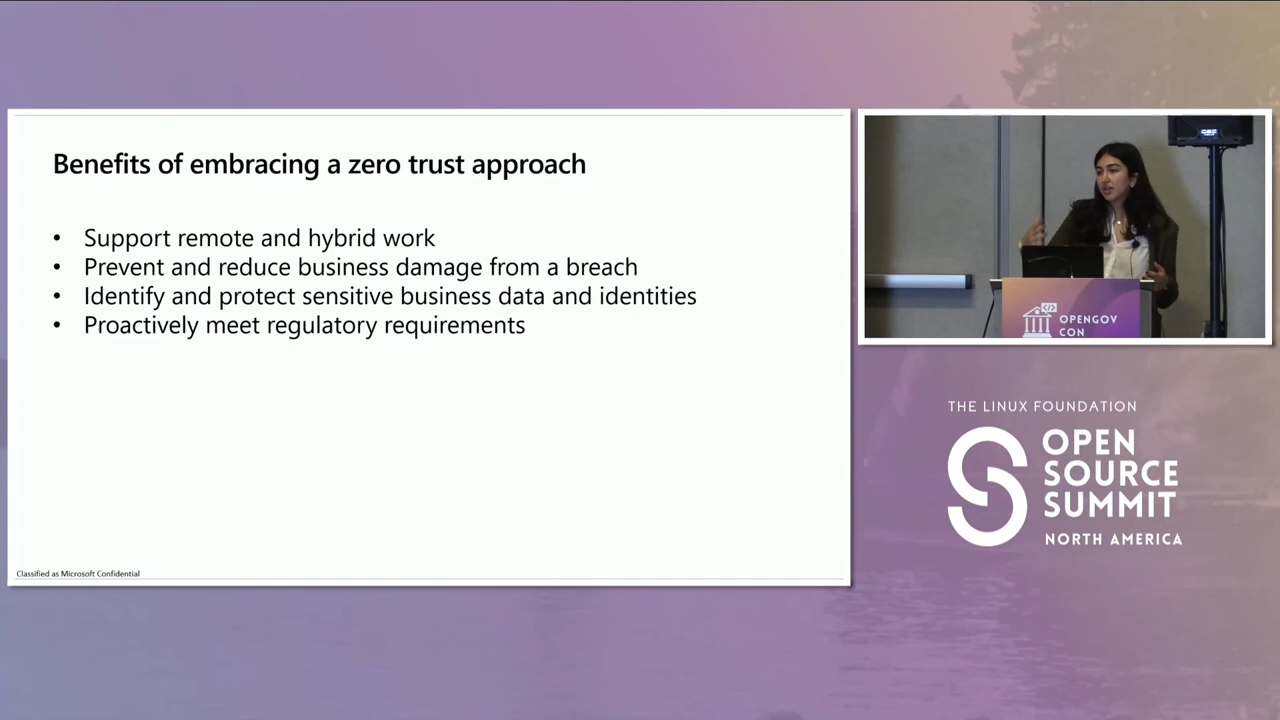 Benefits of embracing a zero trust approach
• Support remote and hybrid work
• Prevent and reduce business damage from a breach
• Identify and protect sensitive business data and identities
• Proactively meet regulatory requirements
Classified as Microsoft Confidential
OPENGOV
CON
THE LINUX FOUNDATION
OPEN
SOURCE
SUMMIT
NORTH AMERICA